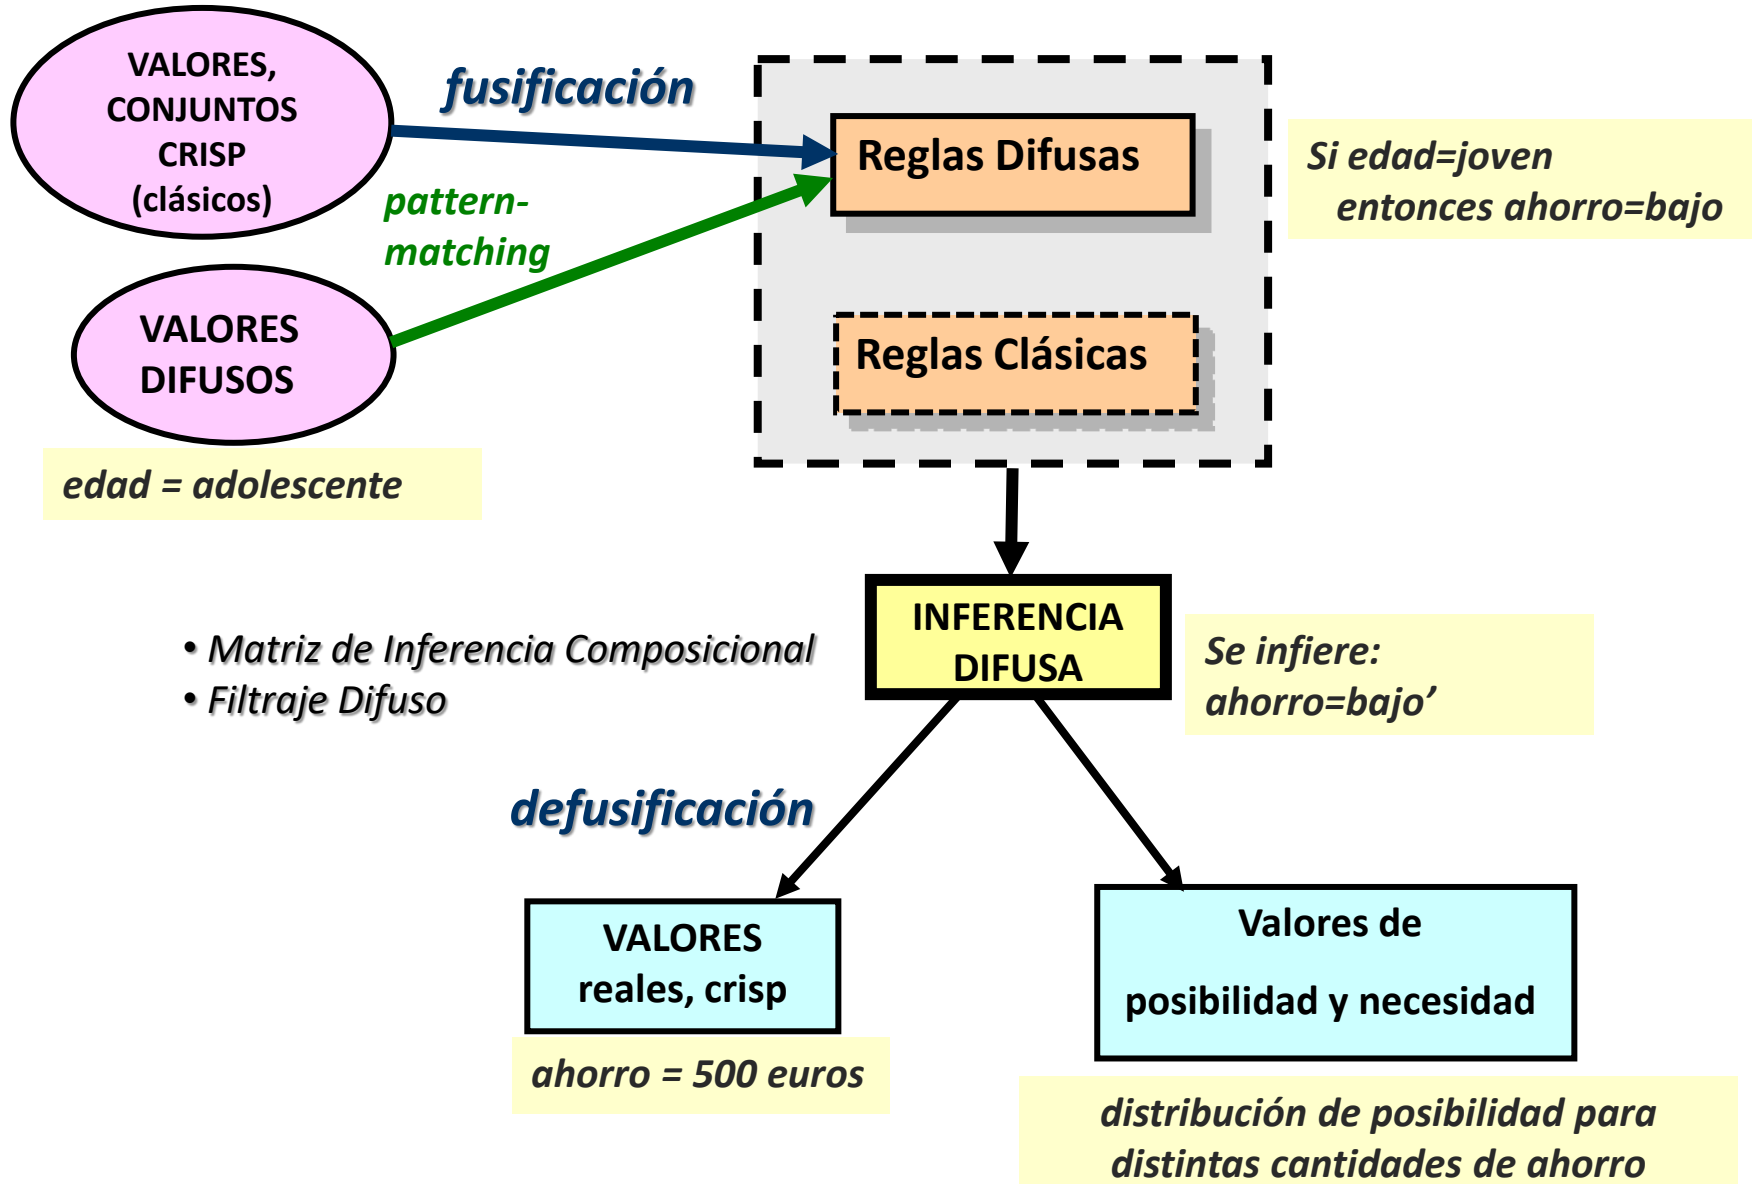 VALORES,
CONJUNTOS
CRISP
(clásicos)
fusificación
pattern-
matching
VALORES
DIFUSOS
edad = adolescente
Reglas Difusas
Reglas Clásicas
Si edad=joven
entonces ahorro=bajo
INFERENCIA
DIFUSA
• Matriz de Inferencia Composicional
• Filtraje Difuso
Se infiere:
ahorro=bajo’
defusificación
VALORES
reales, crisp
ahorro = 500 euros
Valores de
posibilidad y necesidad
distribución de posibilidad para
distintas cantidades de ahorro